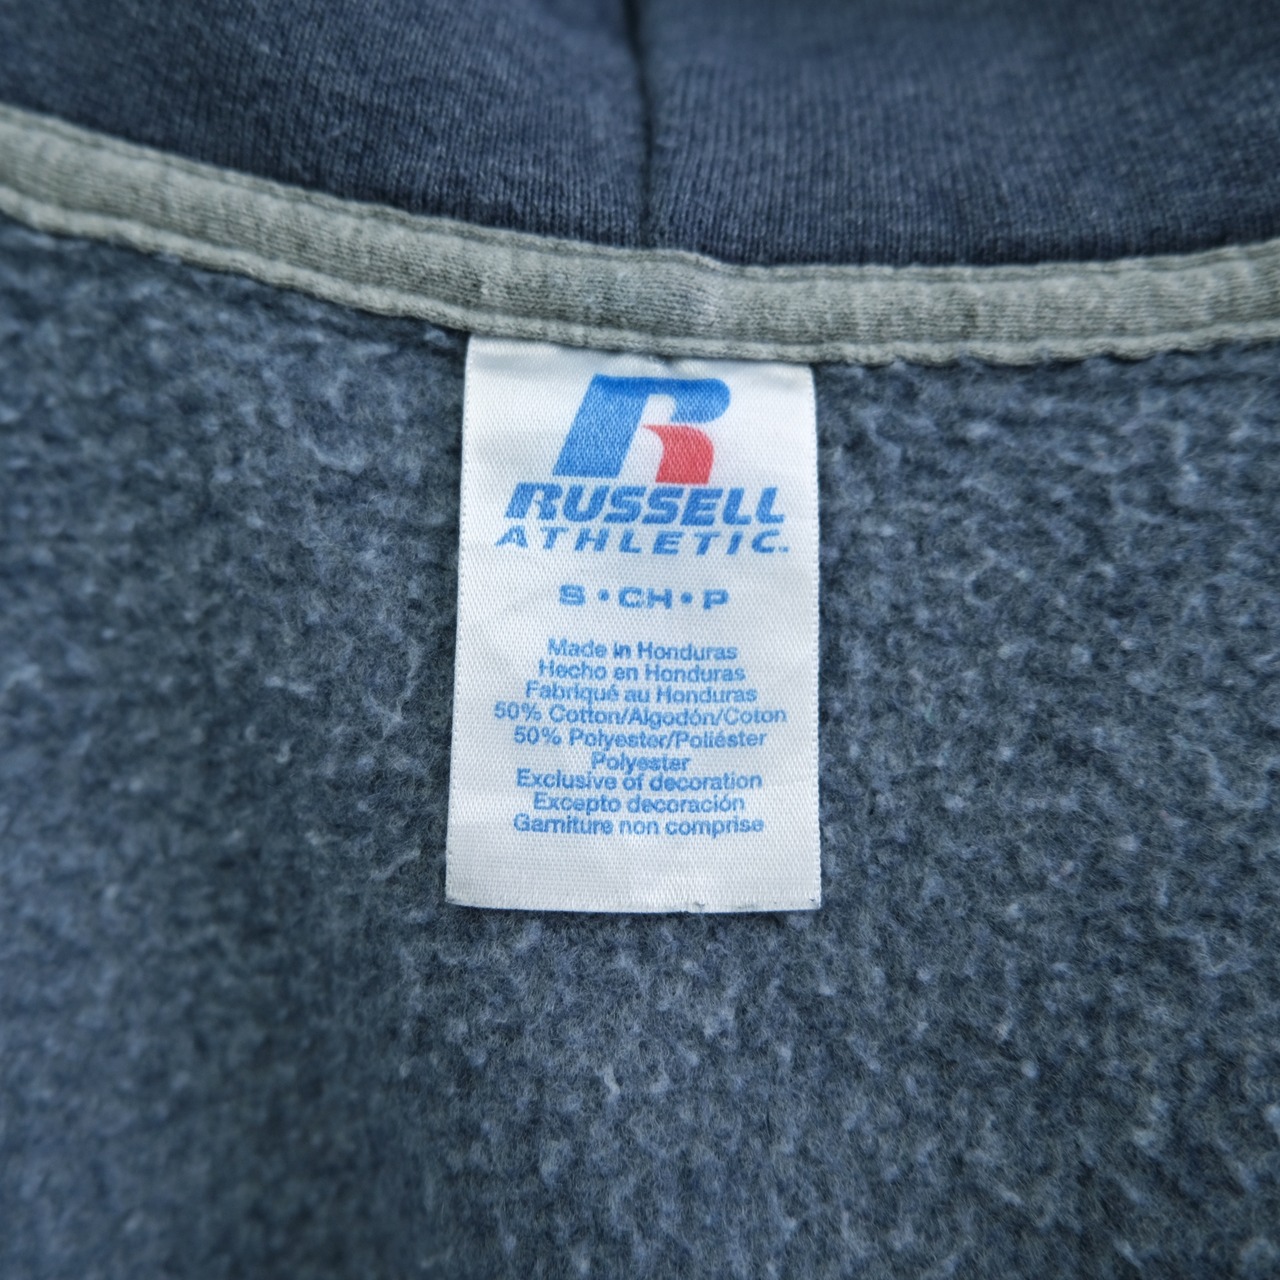 R
RUSSELL
ATHLETIC.
S • CH • P
Made in Honduras
Hecho en Honduras
Fabriqué au Honduras
50% Cotton/Algodón/Coton
50% Polyester/Poliéster
Polyester
Exclusive of decoration
Excepto decoración
Garniture non comprise